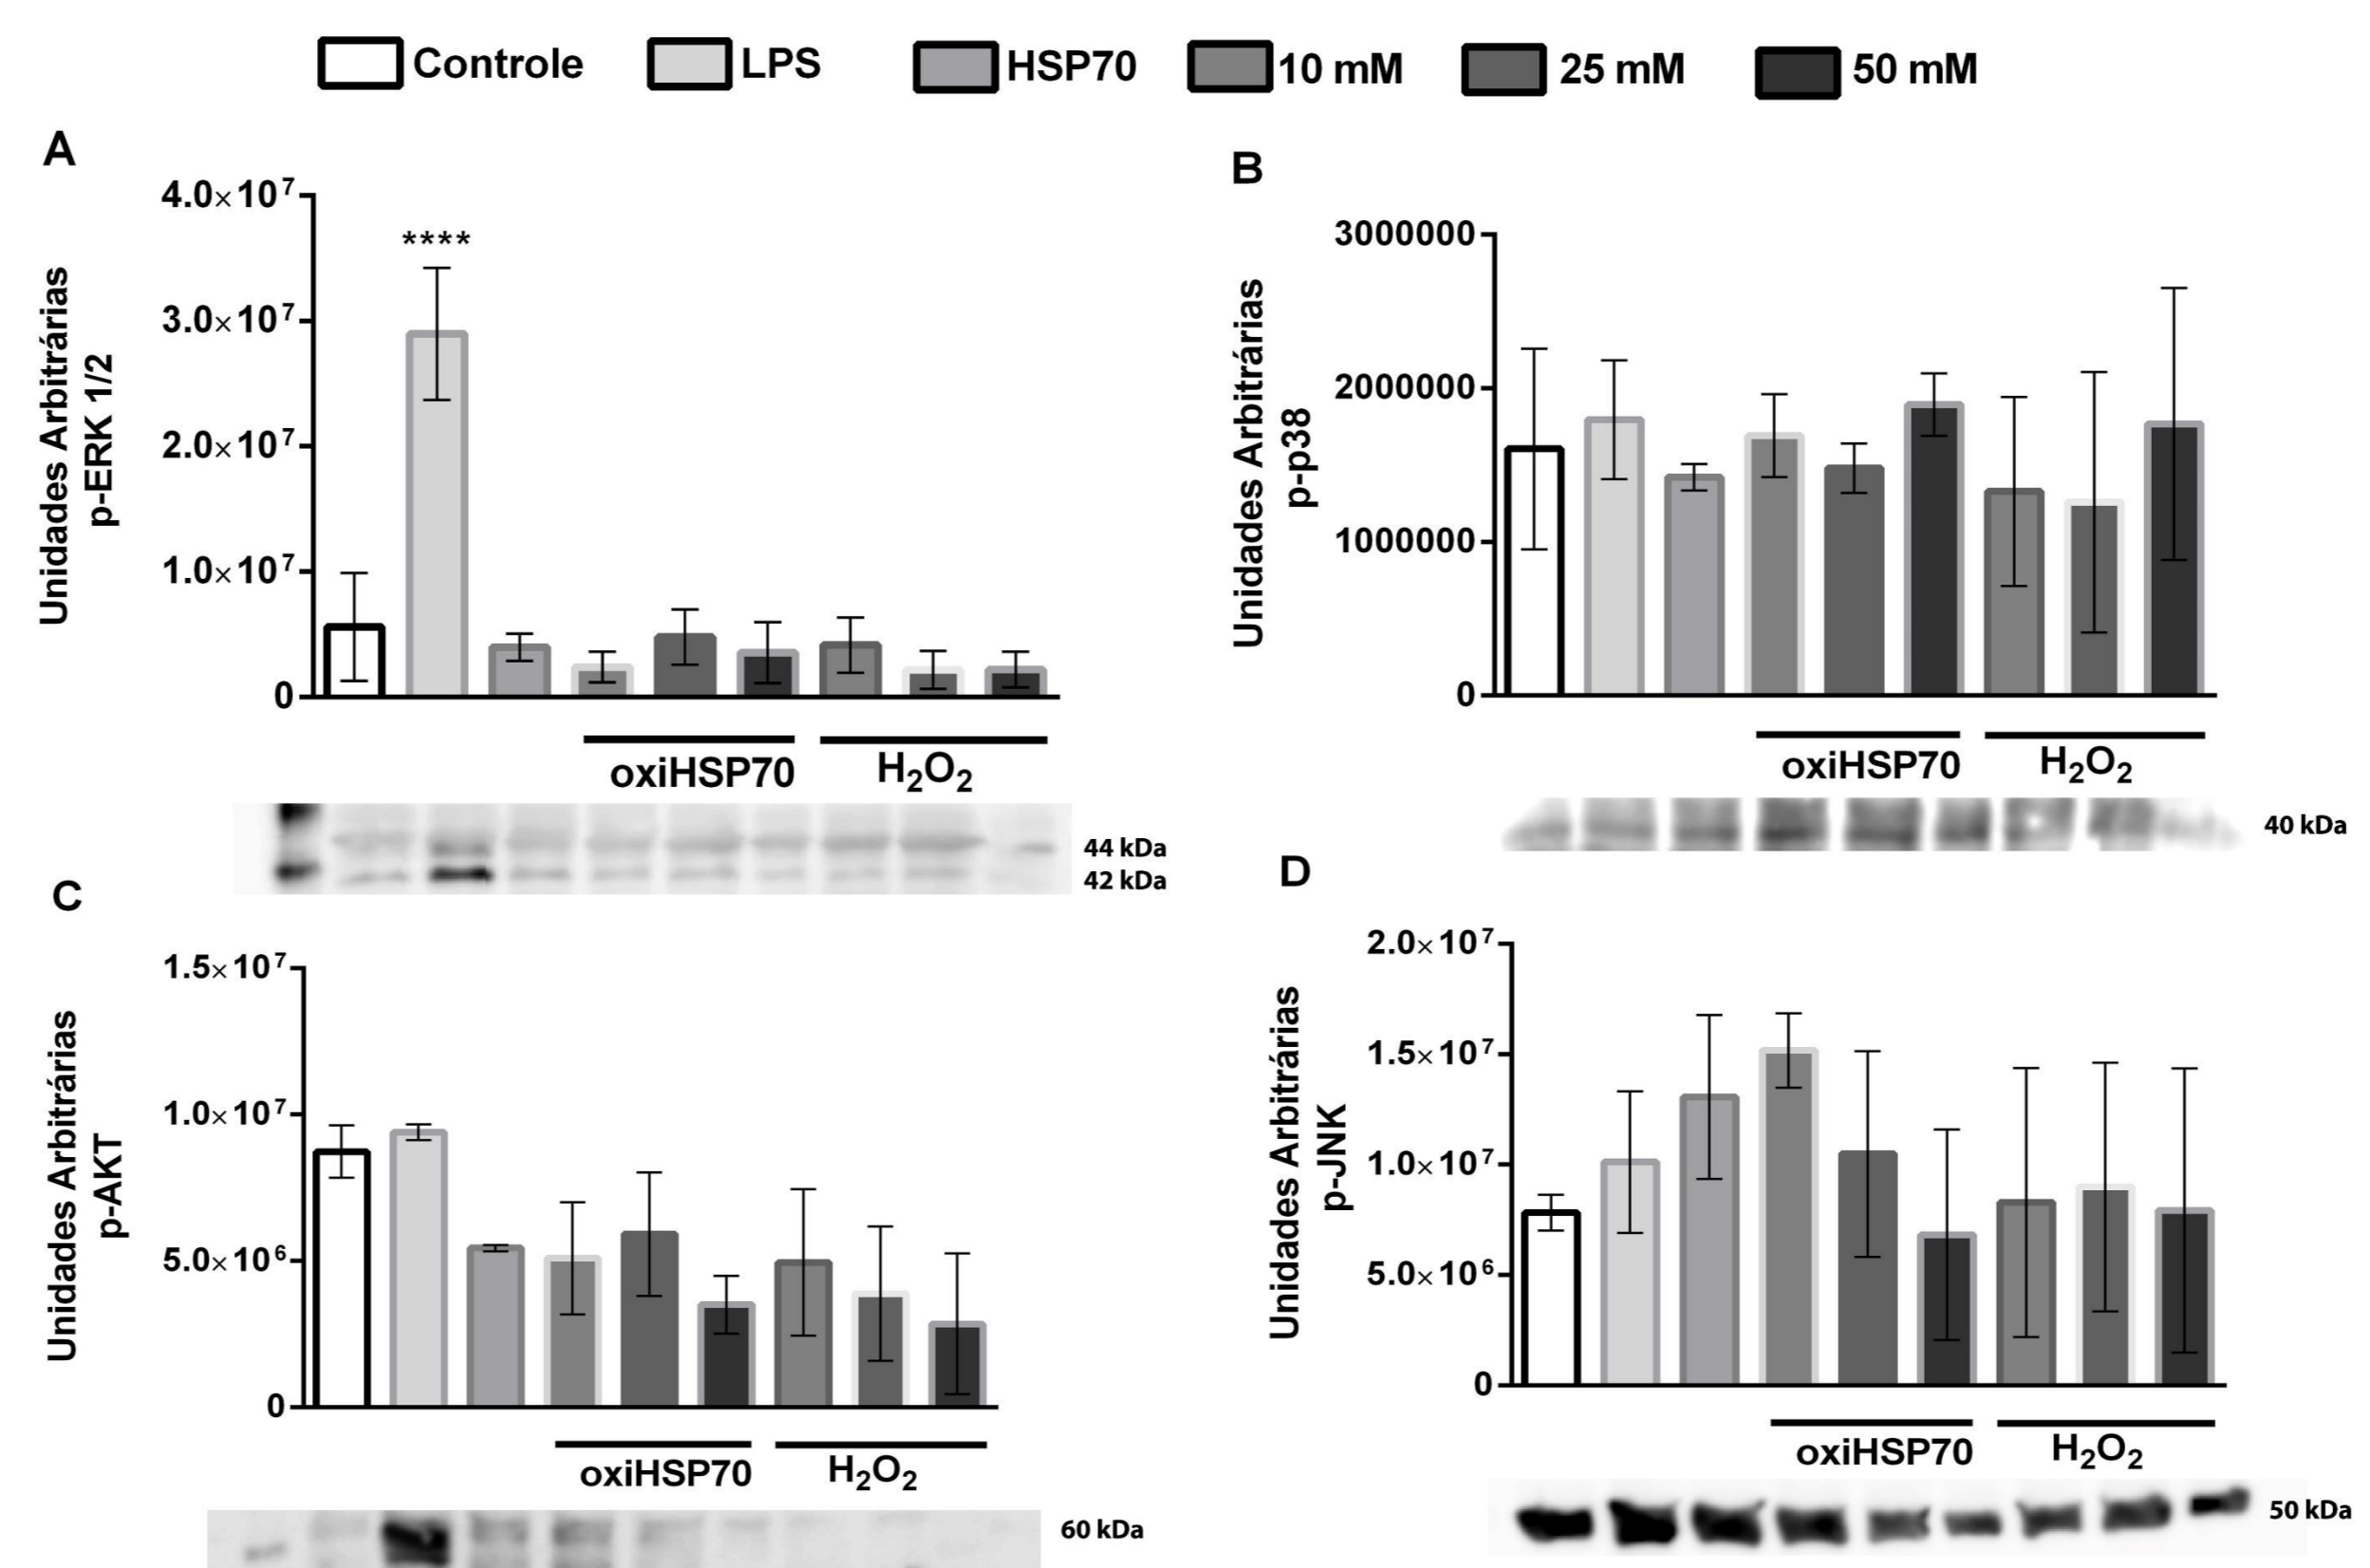 Controle LPS HSP70 10 mM 25 mM 50 mM
A
4.0×10⁷
3.0×10⁷
2.0×10⁷
1.0×10⁷
0
Unidades Arbitrárias
p-ERK 1/2
****
oxiHSP70 H₂O₂
44 kDa
42 kDa
B
3000000
2000000
1000000
0
Unidades Arbitrárias
p-p38
oxiHSP70 H₂O₂
40 kDa
C
1.5×10⁷
1.0×10⁷
5.0×10⁶
0
Unidades Arbitrárias
p-AKT
oxiHSP70 H₂O₂
60 kDa
D
2.0×10⁷
1.5×10⁷
1.0×10⁷
5.0×10⁶
0
Unidades Arbitrárias
p-JNK
oxiHSP70 H₂O₂
50 kDa